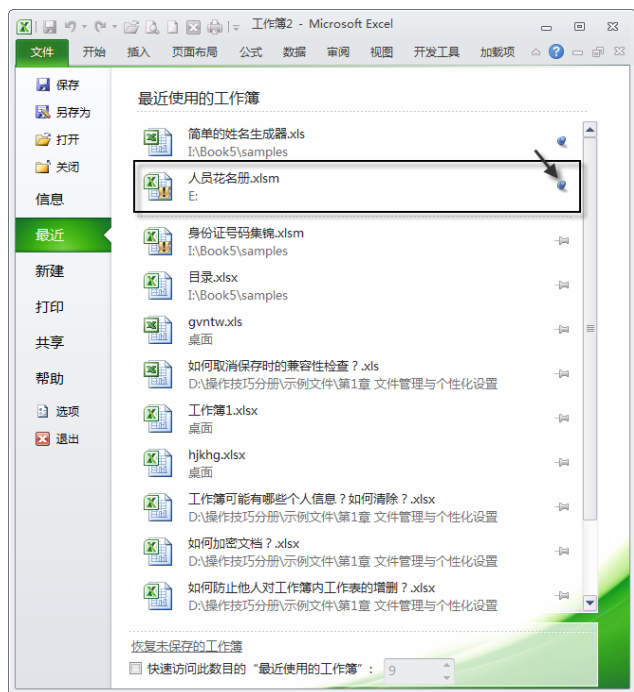 工作簿2 - Microsoft Excel
文件 开始 插入 页面布局 公式 数据 审阅 视图 开发工具 加载项
保存
另存为
打开
关闭
信息
最近
新建
打印
共享
帮助
选项
退出
最近使用的工作簿
简单的姓名生成器.xls
I:\Book5\samples
人员花名册.xlsm
E:
身份证号码集锦.xlsm
I:\Book5\samples
目录.xlsx
I:\Book5\samples
gvntw.xls
桌面
如何取消保存时的兼容性检查？.xls
D:\操作技巧分册\示例文件\第1章 文件管理与个性化设置
工作簿1.xlsx
桌面
hjkhg.xlsx
桌面
工作簿可能有哪些个人信息？如何清除？.xlsx
D:\操作技巧分册\示例文件\第1章 文件管理与个性化设置
如何加密文档？.xlsx
D:\操作技巧分册\示例文件\第1章 文件管理与个性化设置
如何防止他人对工作簿内工作表的增删？.xlsx
D:\操作技巧分册\示例文件\第1章 文件管理与个性化设置
恢复未保存的工作簿
快速访问此数目的“最近使用的工作簿”： 9